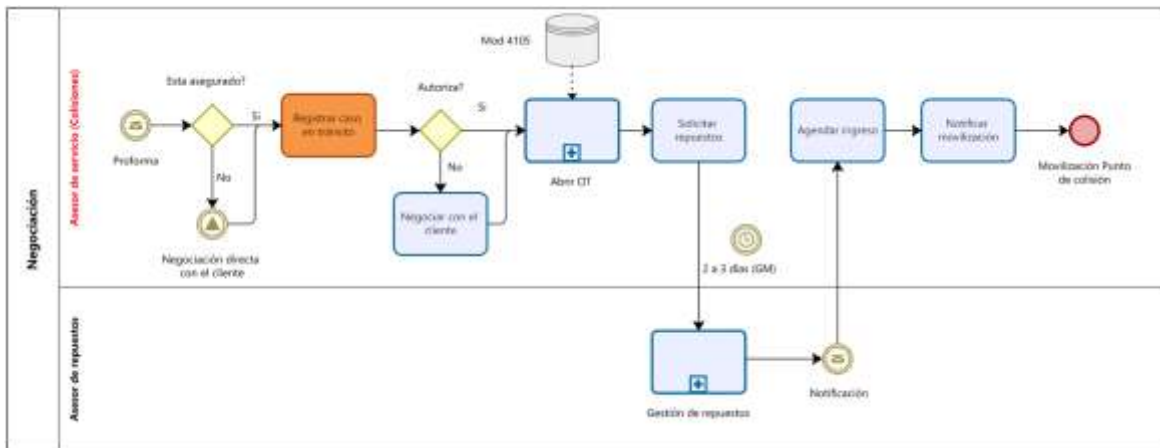 Negociación
Asesor de servicio (Colisiones)
Asesor de repuestos
Mod 4105
Esta asegurado?
Si
No
Proforma
Negociación directa
con el cliente
Registrar caso
en tránsito
Autoriza?
Si
No
Negociar con el
cliente
Abrir OT
Solicitar
repuestos
2 a 3 días (GM)
Gestión de repuestos
Notificación
Agendar ingreso
Notificar
movilización
Movilización Punto
de colisión